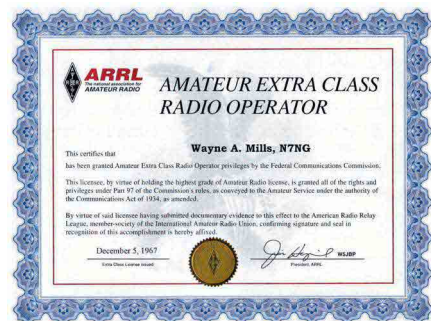 ARRL
The national association for
AMATEUR RADIO
AMATEUR EXTRA CLASS
RADIO OPERATOR
This certifies that
Wayne A. Mills, N7NG
has been granted Amateur Extra Class Radio Operator privileges by the Federal Communications Commission.
This licensee, by virtue of holding the highest grade of Amateur Radio license, is granted all of the rights and
privileges under Part 97 of the Commission's rules, as conveyed to the Amateur Service under the authority of
the Communications Act of 1934, as amended.
By virtue of said licensee having submitted documentary evidence to this effect to the American Radio Relay
League, member-society of the International Amateur Radio Union, confirming signature and seal in
recognition of this accomplishment is hereby affixed.
December 5, 1967
W5JBP
Extra Class License issued
President, ARRL